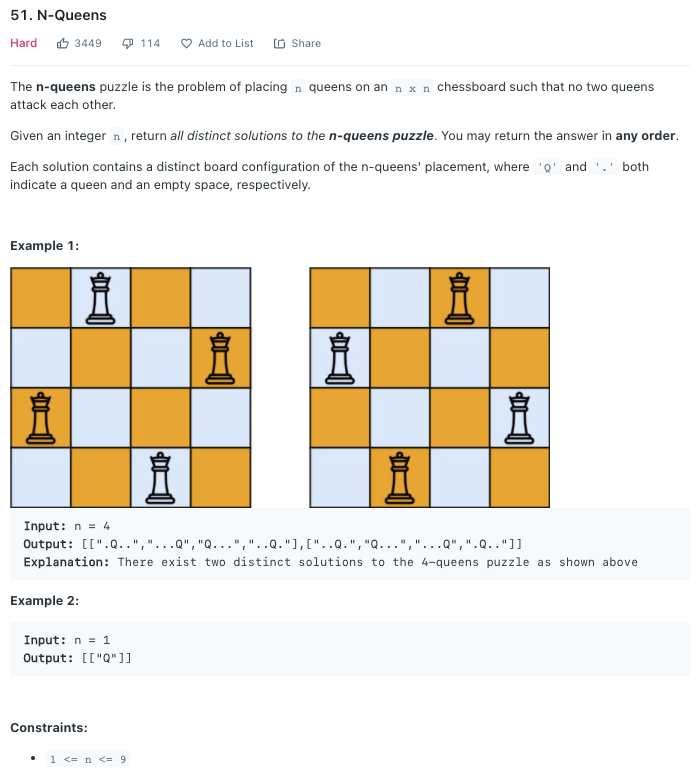 51. N-Queens
Hard 3449 114 Add to List Share
The n-queens puzzle is the problem of placing n queens on an n x n chessboard such that no two queens
attack each other.
Given an integer n, return all distinct solutions to the n-queens puzzle. You may return the answer in any order.
Each solution contains a distinct board configuration of the n-queens' placement, where 'Q' and '.' both
indicate a queen and an empty space, respectively.
Example 1:
Input: n = 4
Output: [[".Q..","...Q","Q...","..Q."],["..Q.","Q...","...Q",".Q.."]]
Explanation: There exist two distinct solutions to the 4-queens puzzle as shown above
Example 2:
Input: n = 1
Output: [["Q"]]
Constraints:
• 1 <= n <= 9